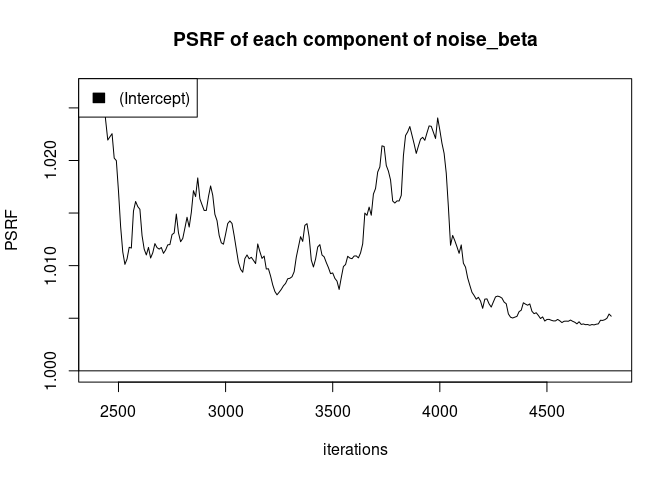 PSRF of each component of noise_beta
(Intercept)
PSRF
1.020
1.010
1.000
2500 3000 3500 4000 4500
iterations